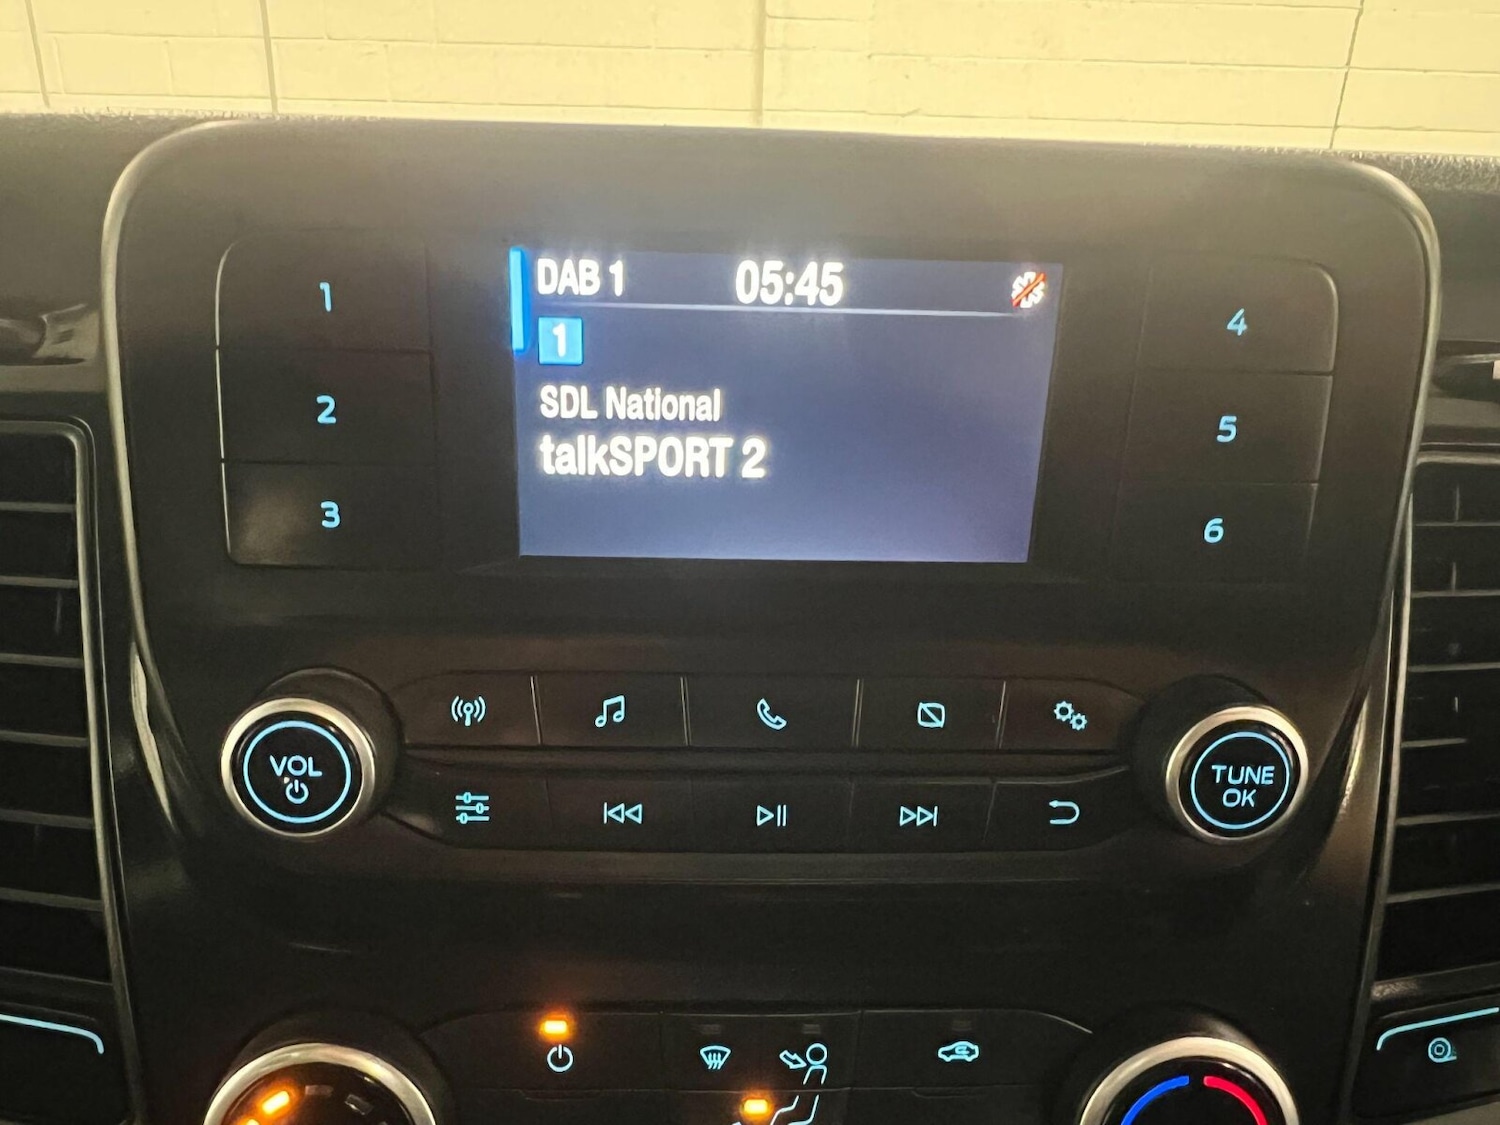 DAB 1 05:45
1
SDL National
talkSPORT 2
1
2
3
4
5
6
VOL
TUNE
OK